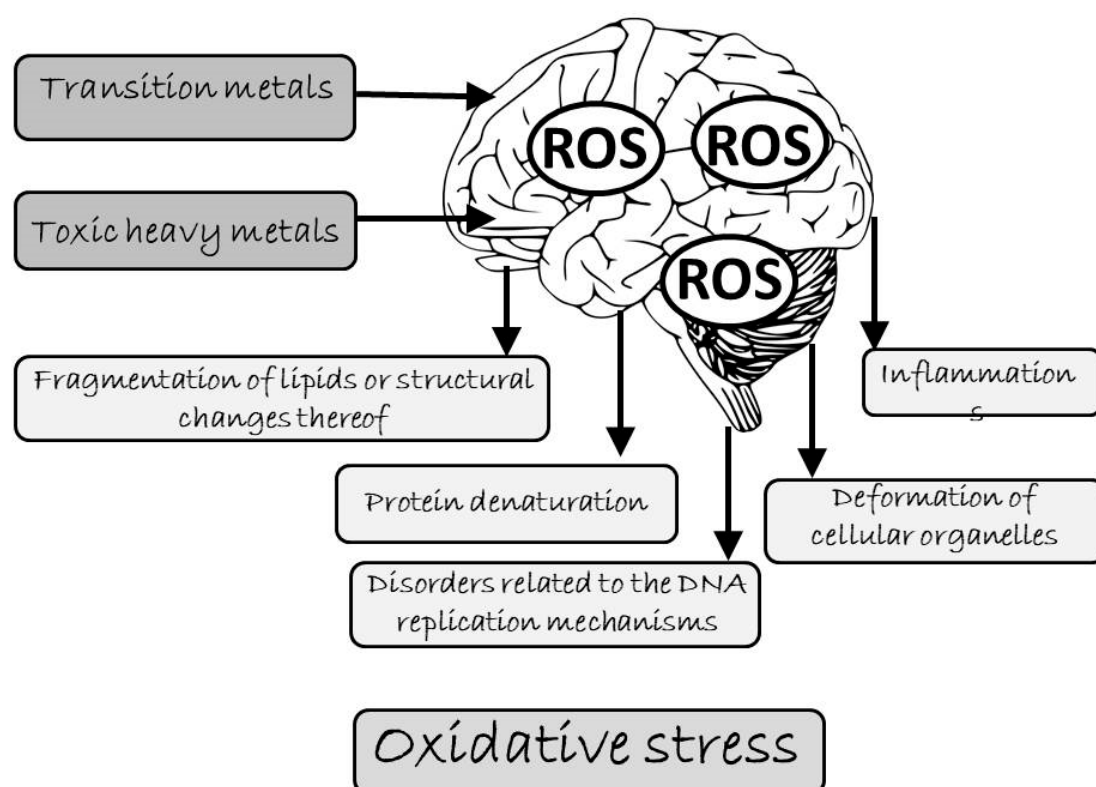 Transition metals
ROS
ROS
Toxic heavy metals
ROS
Fragmentation of lipids or structural
changes thereof
Inflammation
s
Protein denaturation
Deformation of
cellular organelles
Disorders related to the DNA
replication mechanisms
Oxidative stress